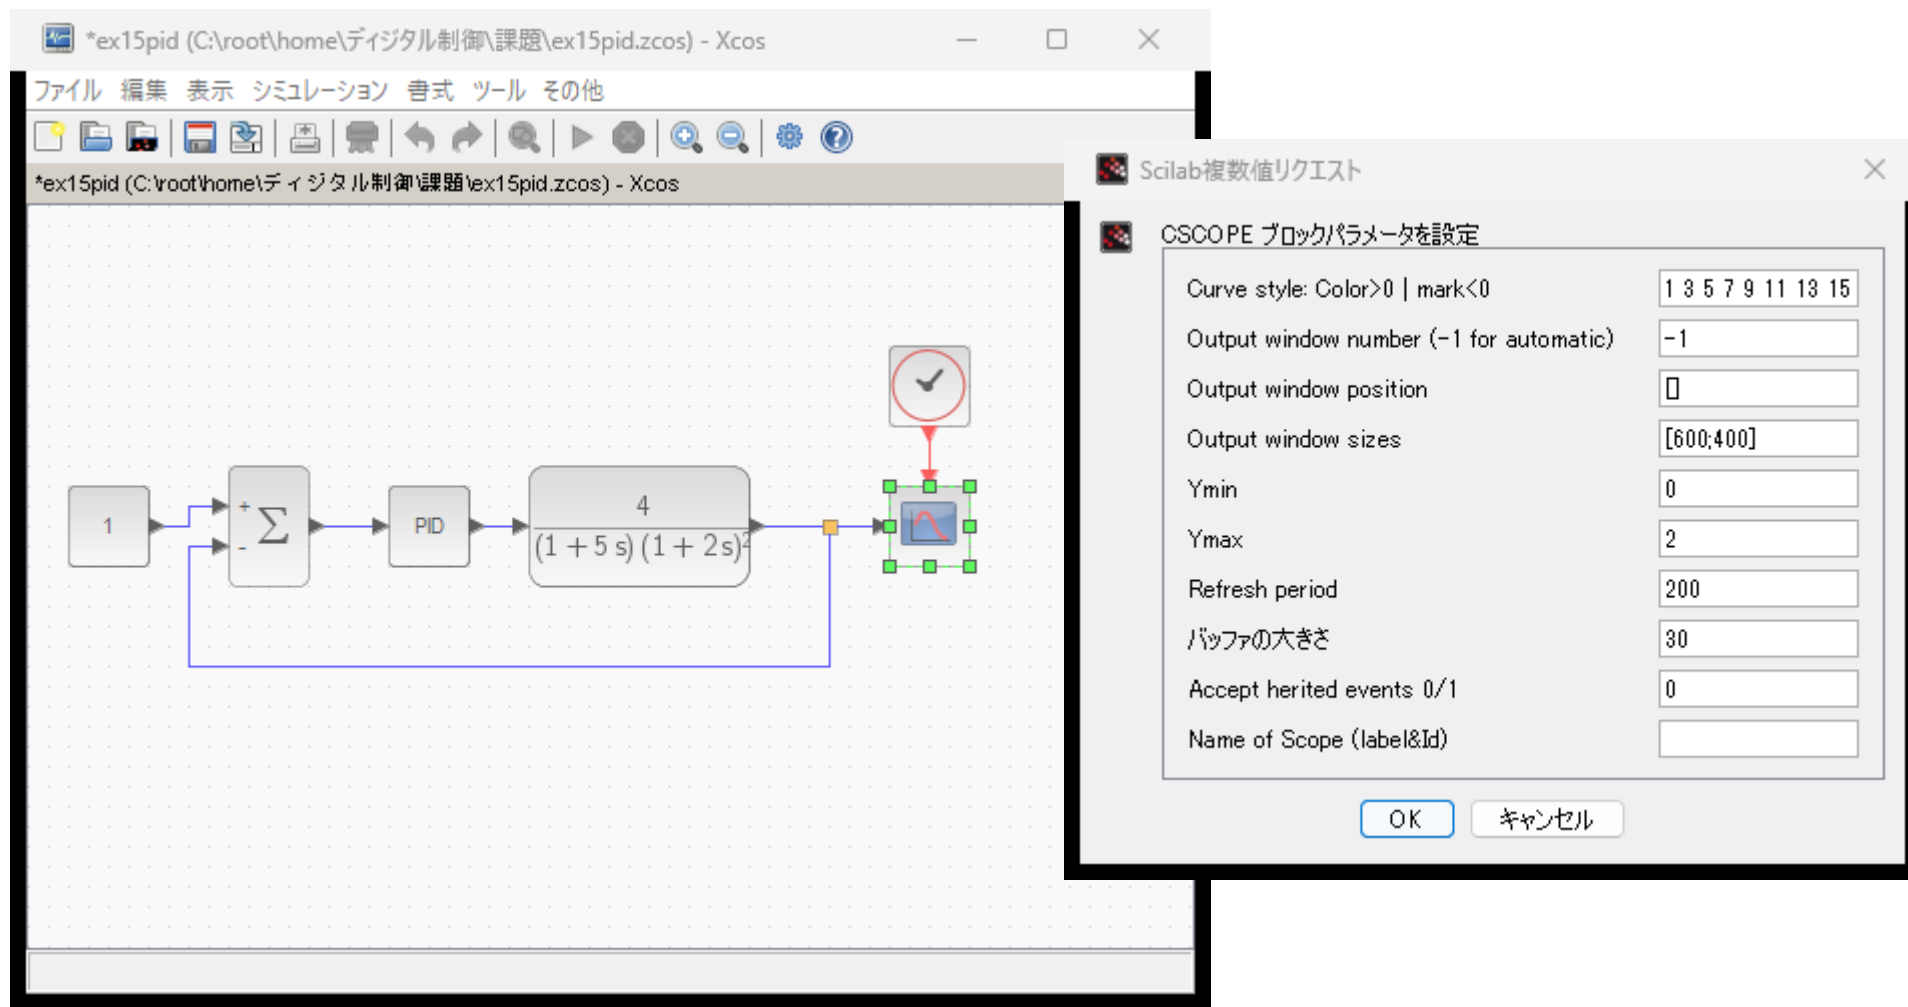 *ex15pid (C:\root\home\ディジタル制御\課題\ex15pid.zcos) - Xcos
ファイル 編集 表示 シミュレーション 書式 ツール その他
*ex15pid (C:\root\home\ディジタル制御\課題\ex15pid.zcos) - Xcos
1
+
-
Σ
PID
4
(1 + 5 s) (1 + 2 s)²
Scilab複数値リクエスト
CSCOPE ブロックパラメータを設定
Curve style: Color>0 | mark<0 1 3 5 7 9 11 13 15
Output window number (-1 for automatic) -1
Output window position []
Output window sizes [600;400]
Ymin 0
Ymax 2
Refresh period 200
バッファの大きさ 30
Accept herited events 0/1 0
Name of Scope (label&Id)
OK キャンセル